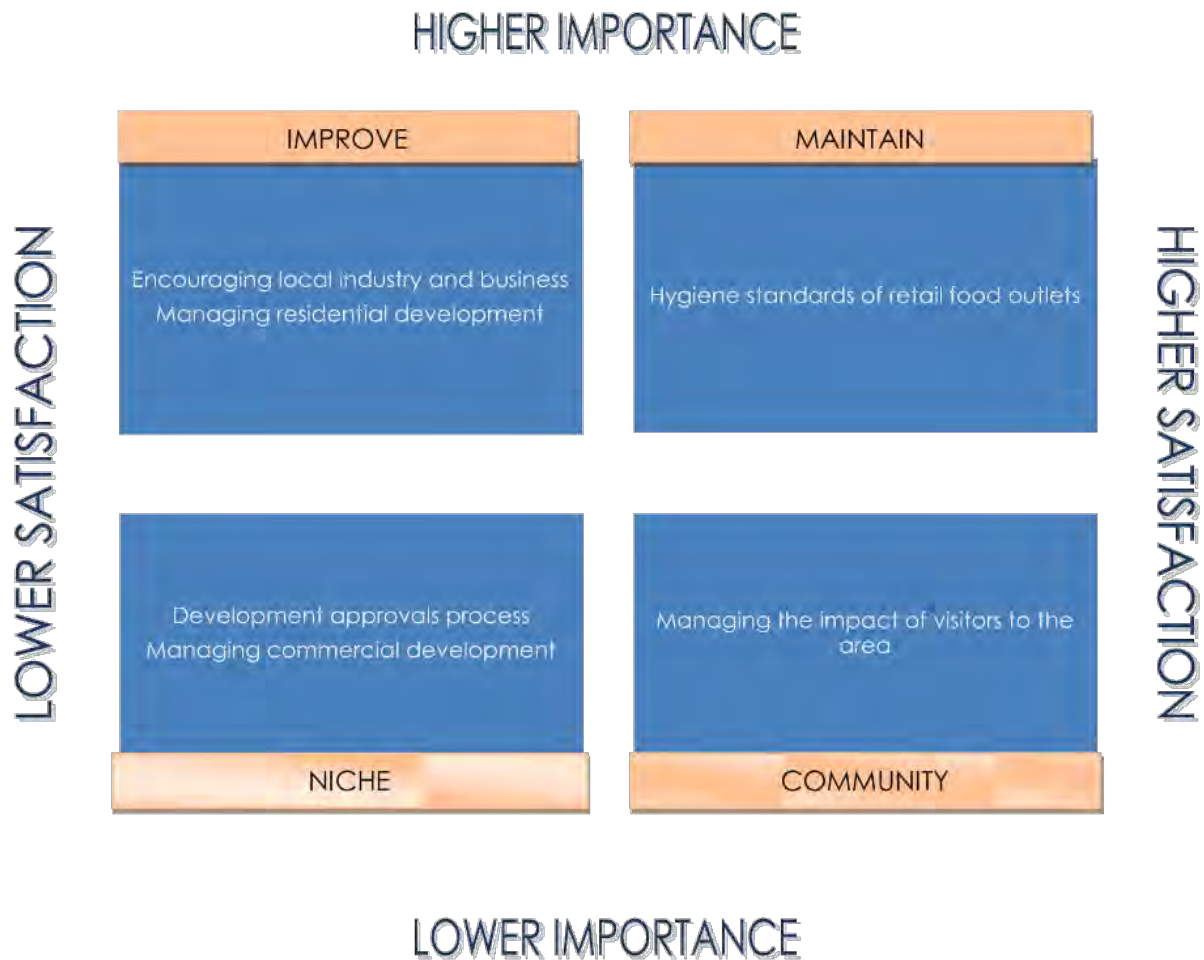 HIGHER IMPORTANCE
IMPROVE
MAINTAIN
LOWER SATISFACTION
HIGHER SATISFACTION
Encouraging local industry and business
Managing residential development
Hygiene standards of retail food outlets
Development approvals process
Managing commercial development
Managing the impact of visitors to the
area
NICHE
COMMUNITY
LOWER IMPORTANCE